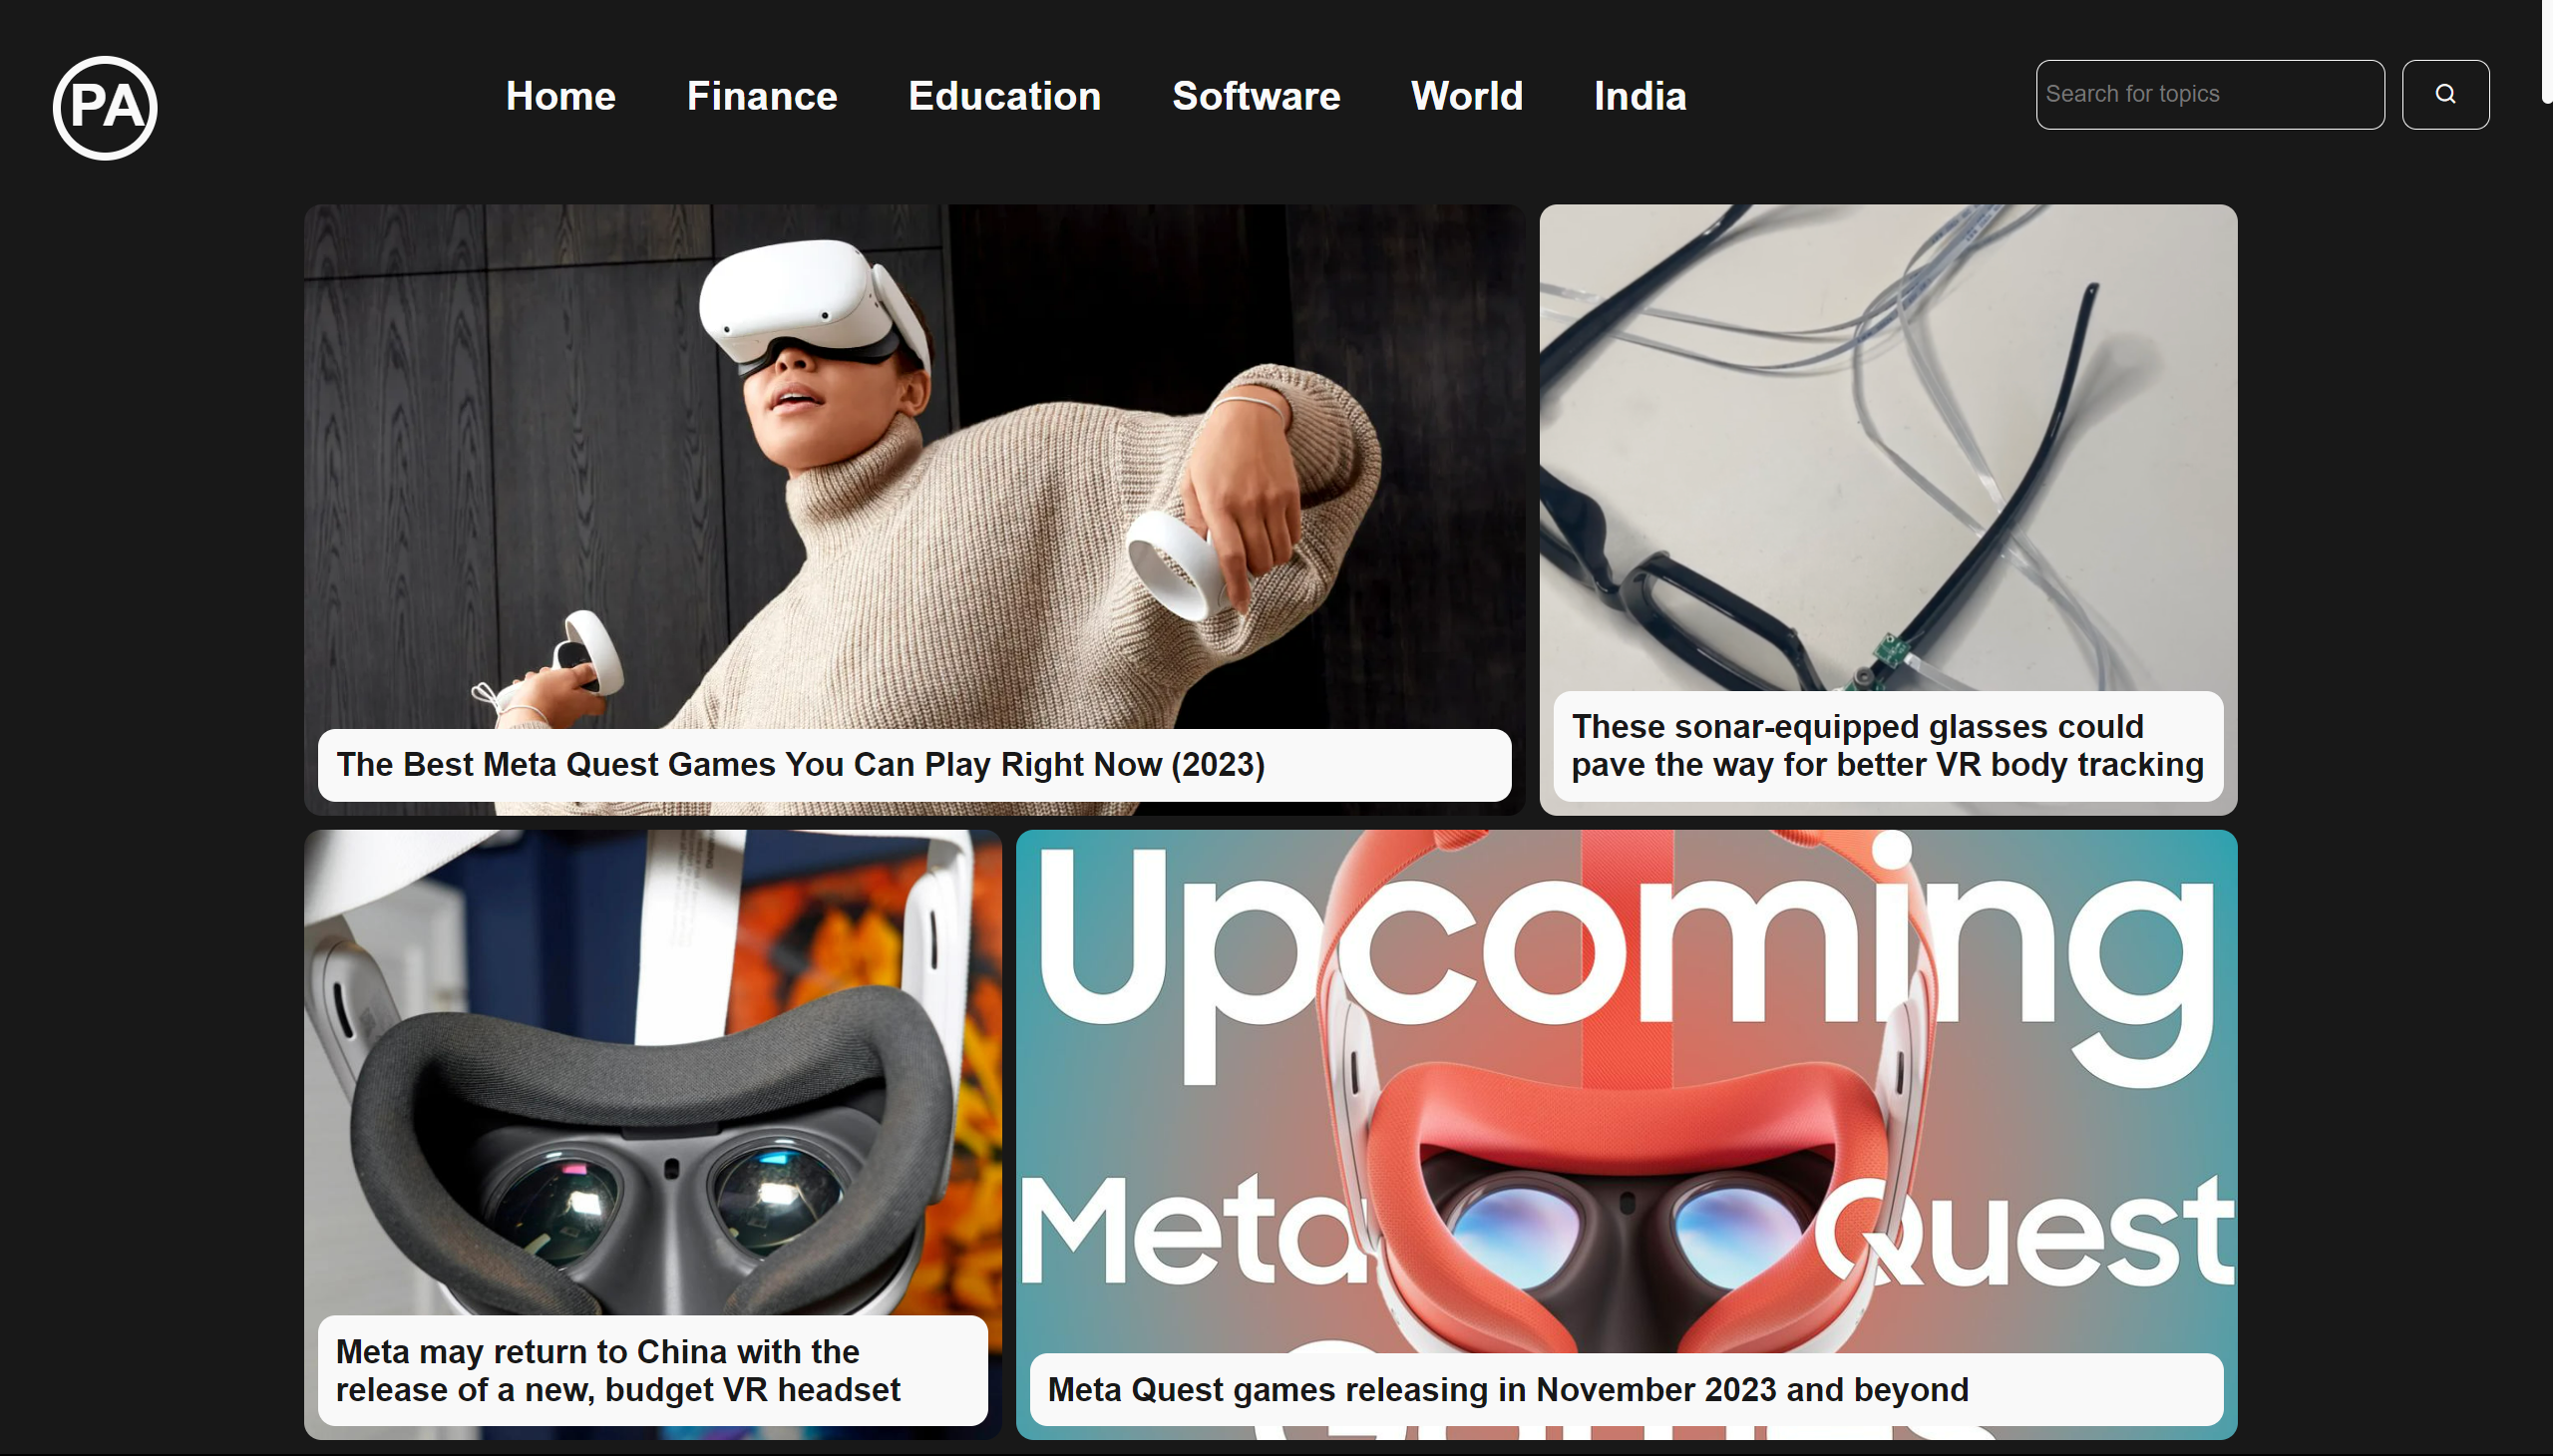 PA
Home Finance Education Software World India
Search for topics
The Best Meta Quest Games You Can Play Right Now (2023)
These sonar-equipped glasses could
pave the way for better VR body tracking
Meta may return to China with the
release of a new, budget VR headset
Upcoming
Meta Quest
Meta Quest games releasing in November 2023 and beyond